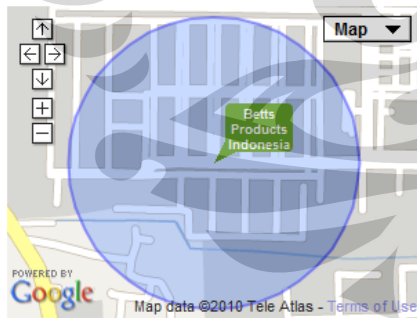 Map
Betts
Products
Indonesia
POWERED BY
Google
Map data ©2010 Tele Atlas - Terms of Use